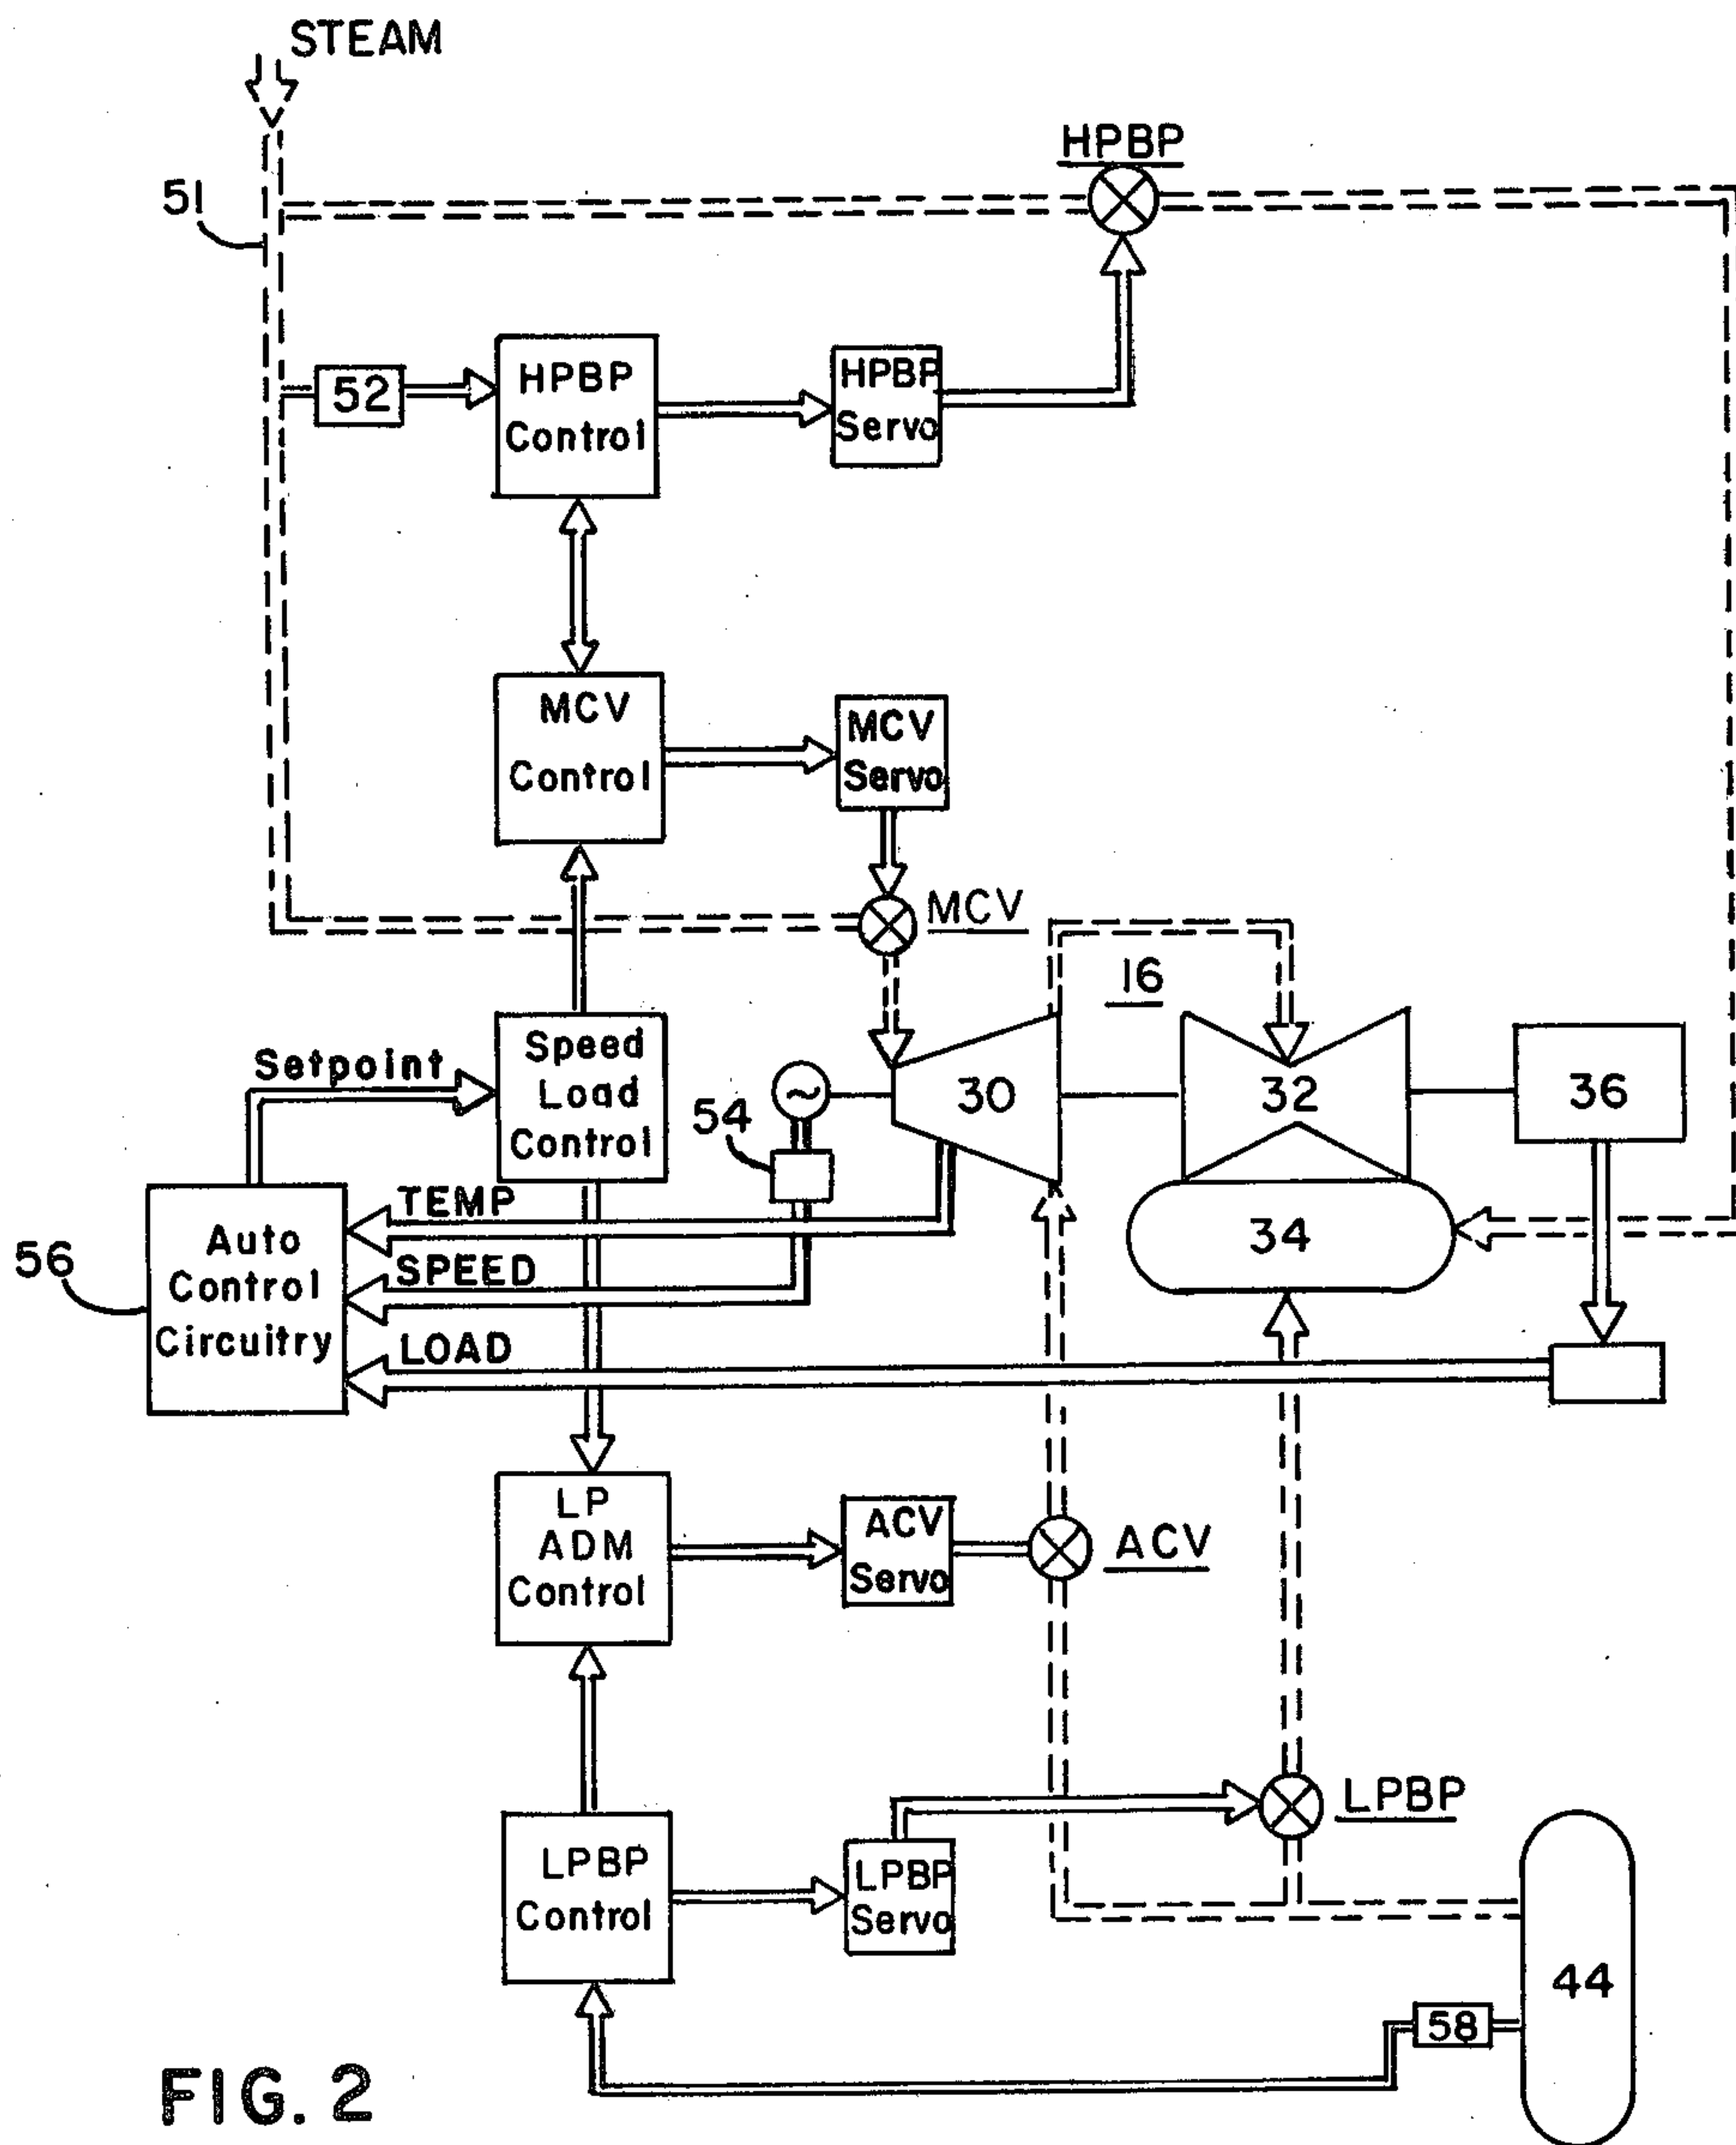 STEAM
HPBP
51
52
HPBP
Control
HPBP
Servo
MCV
Control
MCV
Servo
MCV
16
Setpoint
Speed
Load
Control
~
54
30
32
36
34
TEMP
SPEED
LOAD
56
Auto
Control
Circuitry
LP
ADM
Control
ACV
Servo
ACV
LPBP
LPBP
Control
LPBP
Servo
44
58
FIG. 2